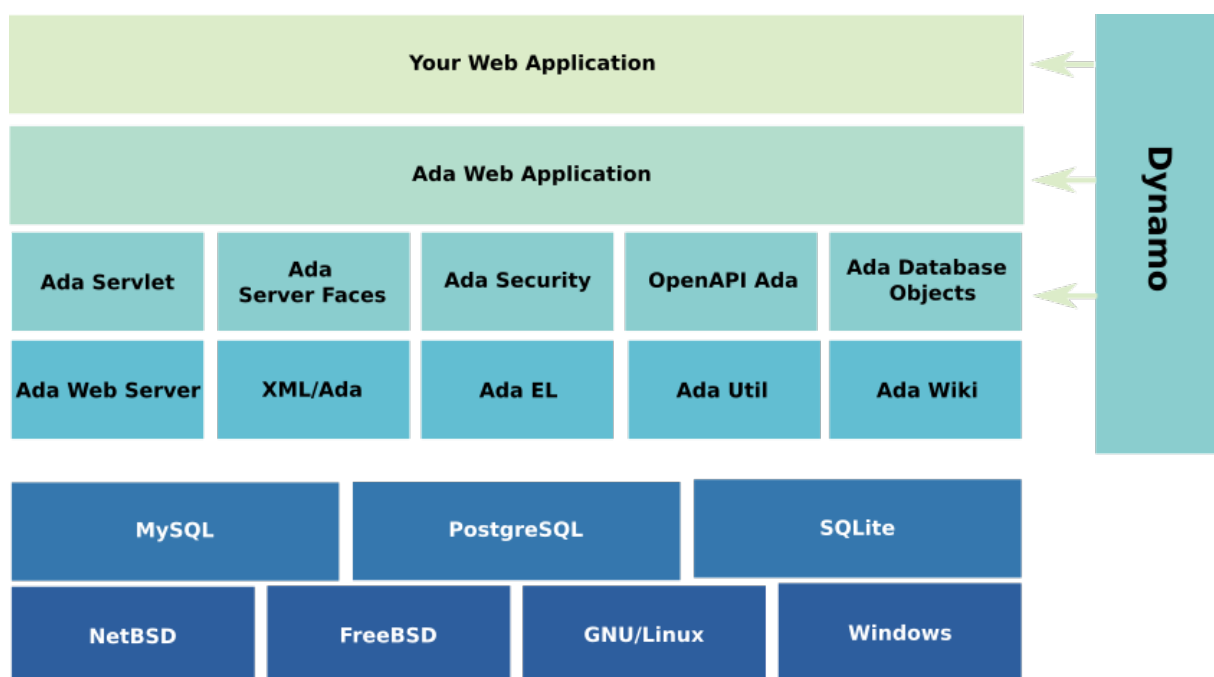 Your Web Application
Ada Web Application
Ada Servlet
Ada
Server Faces
Ada Security
OpenAPI Ada
Ada Database
Objects
Ada Web Server
XML/Ada
Ada EL
Ada Util
Ada Wiki
MySQL
PostgreSQL
SQLite
NetBSD
FreeBSD
GNU/Linux
Windows
Dynamo